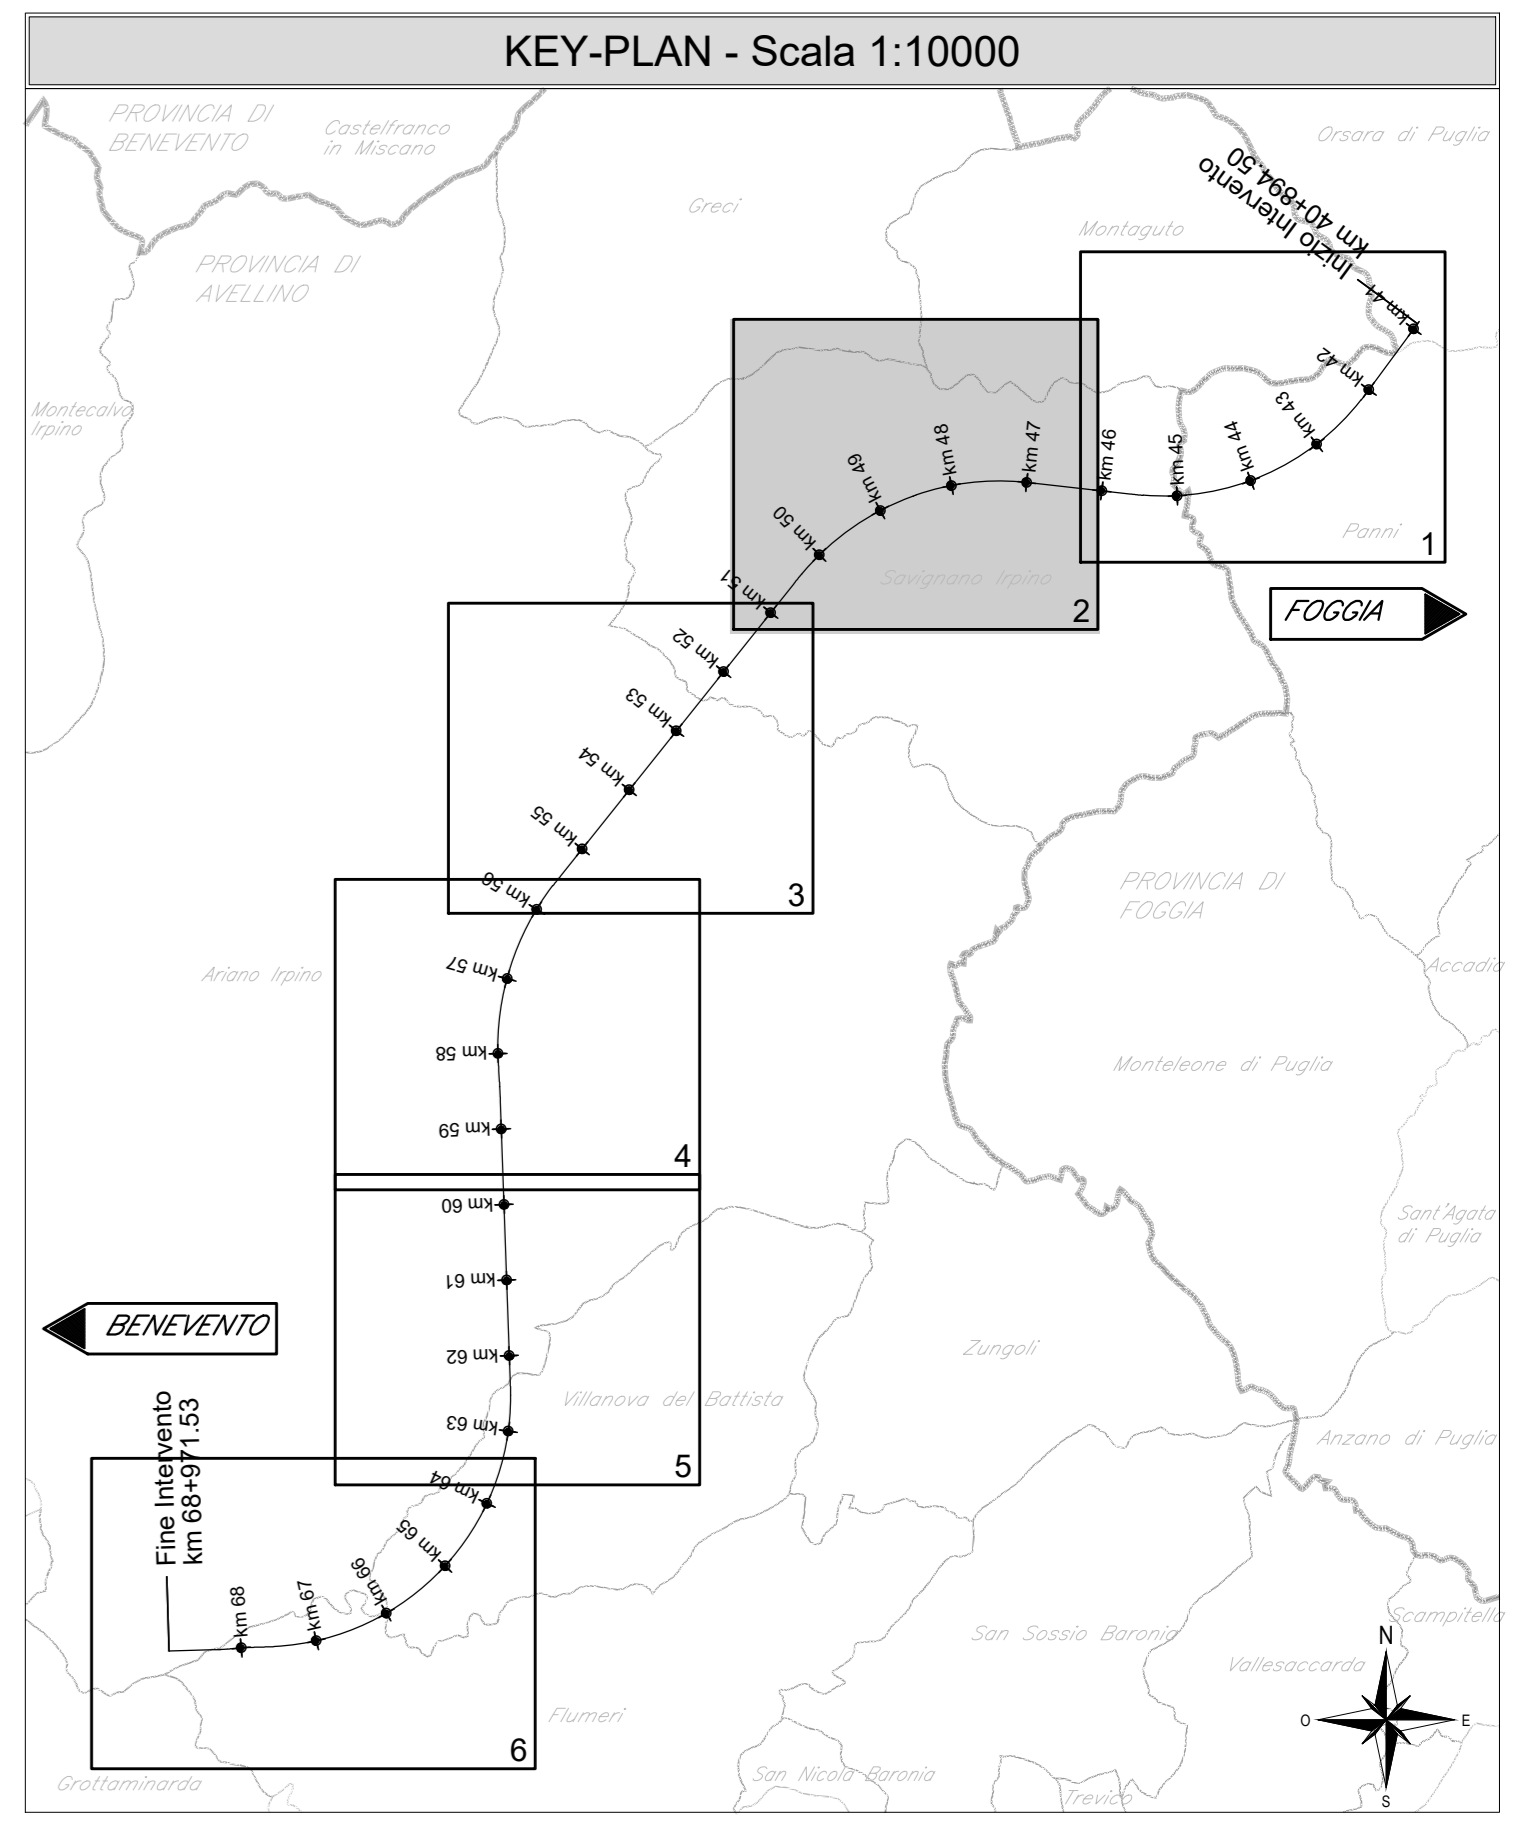 KEY-PLAN - Scala 1:10000
PROVINCIA DI
BENEVENTO
Castelfranco
in Miscano
Orsara di Puglia
Greci
Montaguto
Inizio Intervento
km 40+894.50
PROVINCIA DI
AVELLINO
km 41
km 42
km 43
km 44
km 45
km 46
km 47
km 48
km 49
km 50
km 51
Montecalvo
Irpino
Panni
1
Savignano Irpino
2
FOGGIA
km 52
km 53
km 54
km 55
km 56
3
PROVINCIA DI
FOGGIA
Ariano Irpino
Accadia
km 57
km 58
km 59
4
Monteleone di Puglia
km 60
km 61
km 62
km 63
5
Sant'Agata
di Puglia
BENEVENTO
Zungoli
Villanova del Battista
Anzano di Puglia
Fine Intervento
km 68+971.53
km 64
km 65
km 66
km 67
km 68
6
Scampitella
San Sossio Baronia
Vallesaccarda
Flumeri
Grottaminarda
San Nicola Baronia
Trevico
N
O
E
S